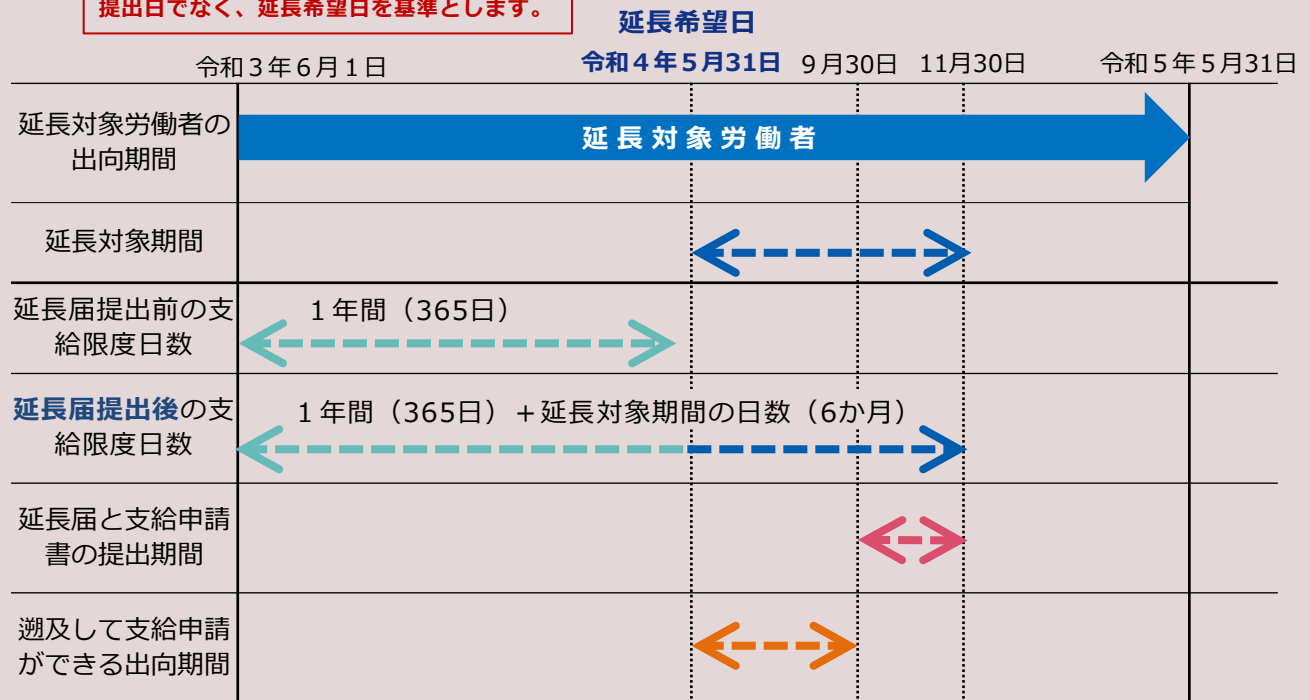 提出日でなく、延長希望日を基準とします。
延長希望日
令和３年６月１日
令和４年５月31日
９月30日
11月30日
令和５年５月31日
延長対象労働者の
出向期間
延長対象労働者
延長対象期間
延長届提出前の支
給限度日数
１年間（365日）
延長届提出後の支
給限度日数
１年間（365日）＋延長対象期間の日数（6か月）
延長届と支給申請
書の提出期間
遡及して支給申請
ができる出向期間